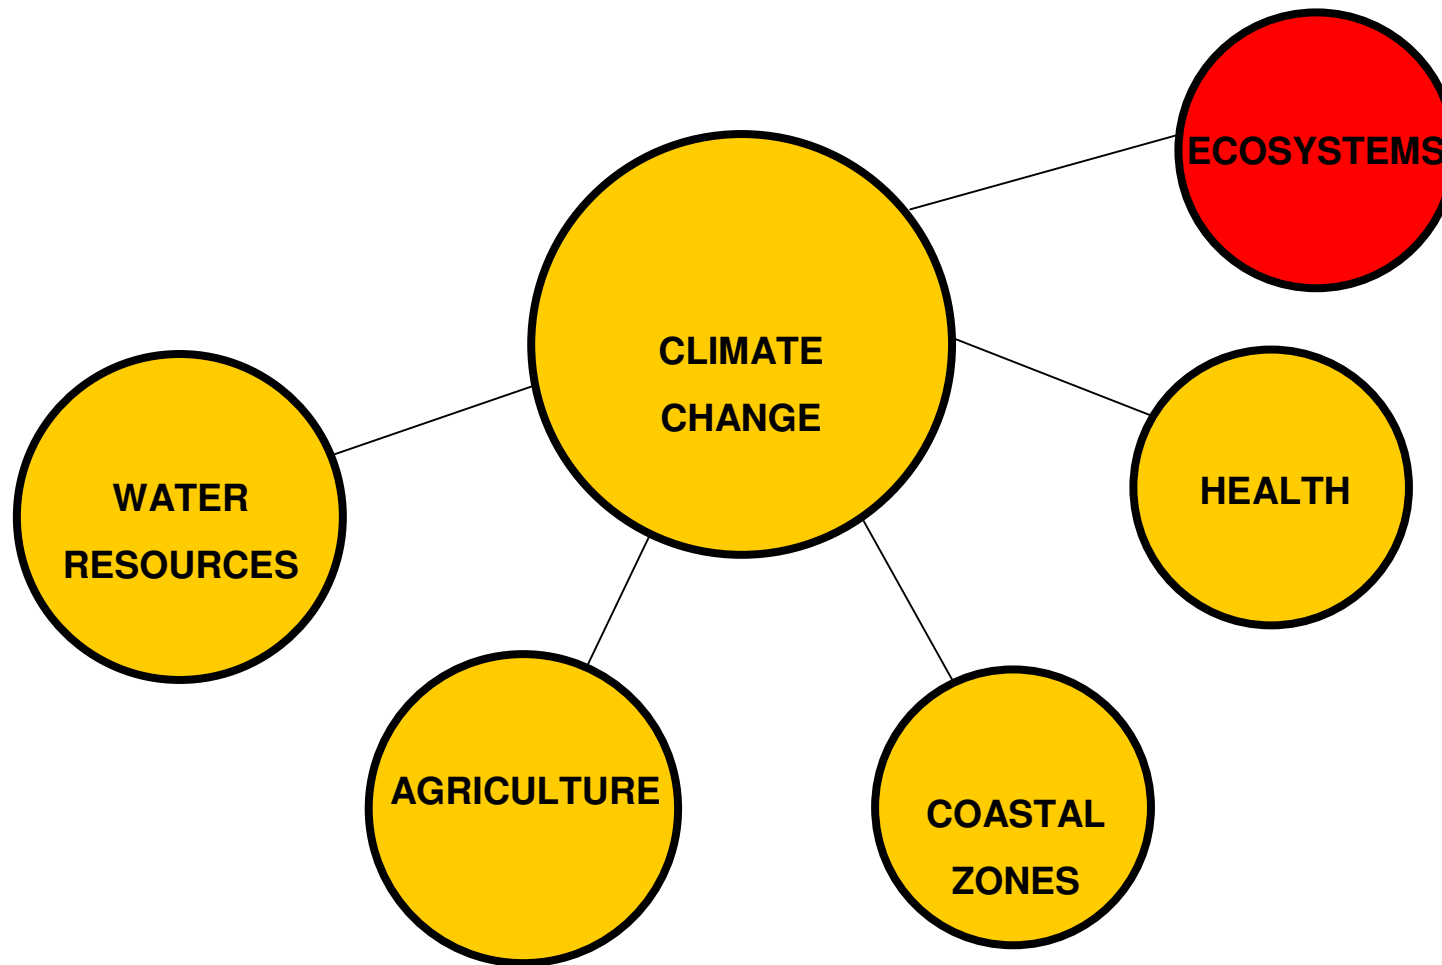 ECOSYSTEMS
CLIMATE
CHANGE
HEALTH
WATER
RESOURCES
AGRICULTURE
COASTAL
ZONES